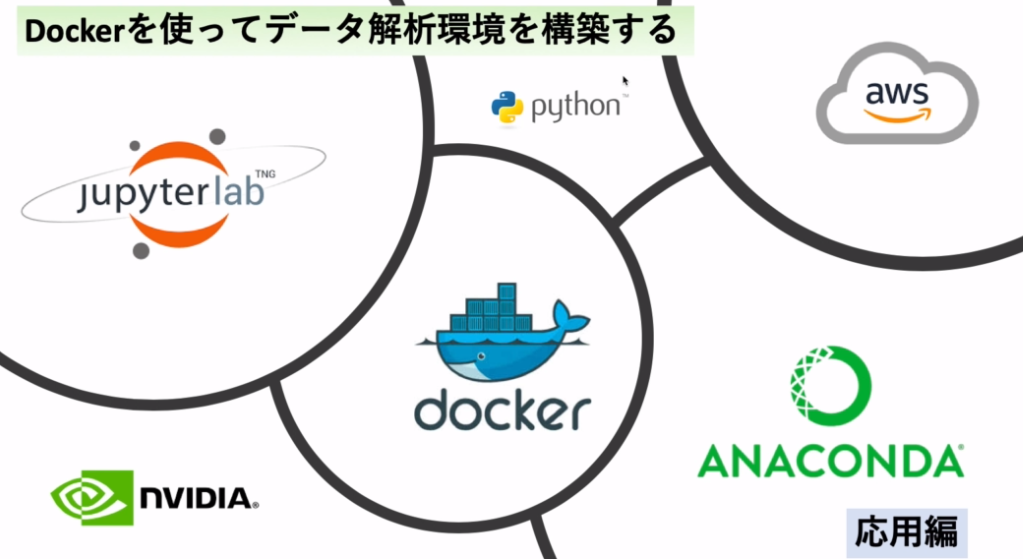 Dockerを使ってデータ解析環境を構築する
python™
aws
jupyterlab TNG
docker
ANACONDA®
NVIDIA®
応用編